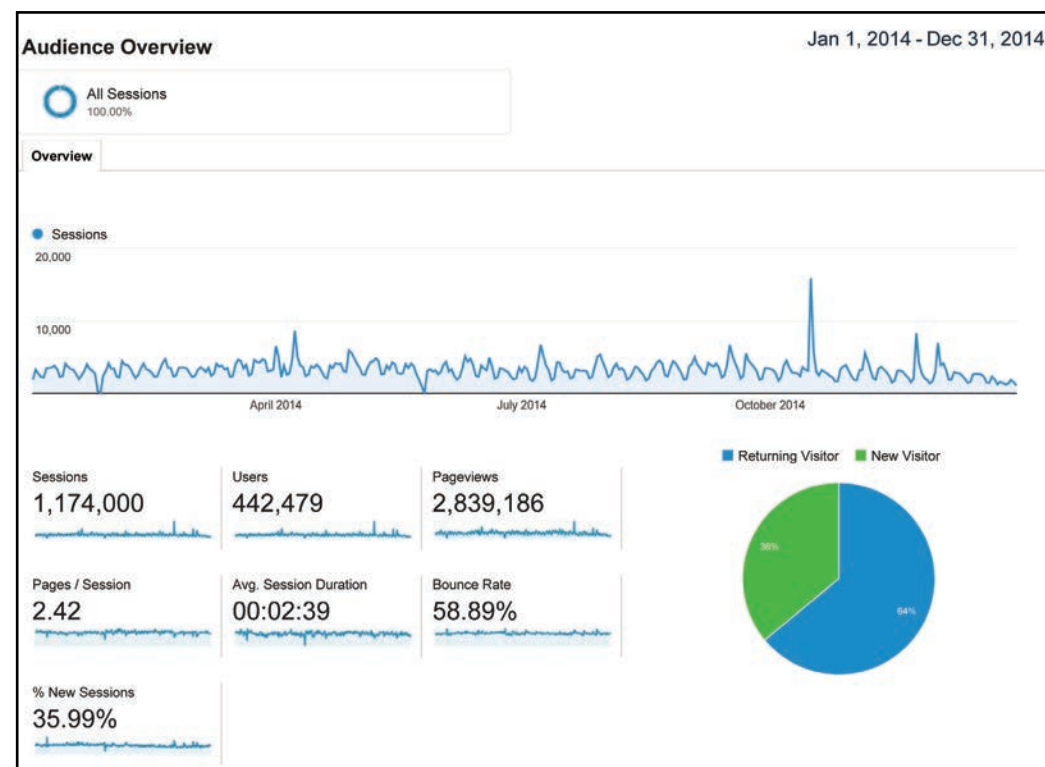 Audience Overview
Jan 1, 2014 - Dec 31, 2014
All Sessions
100.00%
Overview
Sessions
20,000
10,000
April 2014
July 2014
October 2014
Sessions
1,174,000
Users
442,479
Pageviews
2,839,186
Pages / Session
2.42
Avg. Session Duration
00:02:39
Bounce Rate
58.89%
% New Sessions
35.99%
Returning Visitor
New Visitor
36%
64%